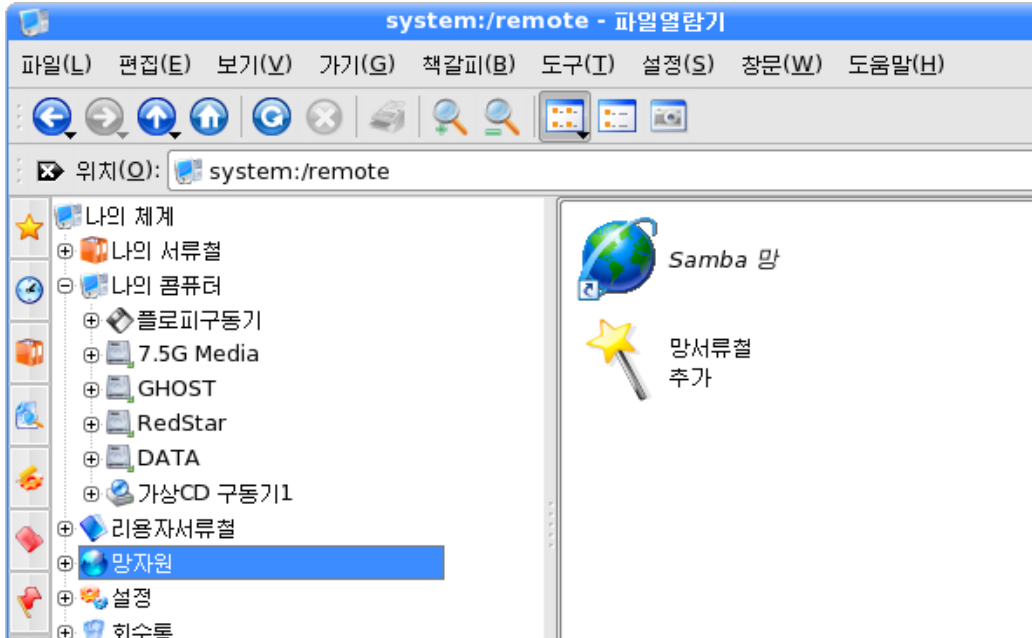 system:/remote - 파일열람기
파일(L) 편집(E) 보기(V) 가기(G) 책갈피(B) 도구(T) 설정(S) 창문(W) 도움말(H)
위치(O): system:/remote
나의 체계
나의 서류철
나의 콤퓨터
플로피구동기
7.5G Media
GHOST
RedStar
DATA
가상CD 구동기1
리용자서류철
망자원
설정
회수통
Samba 망
망서류철
추가